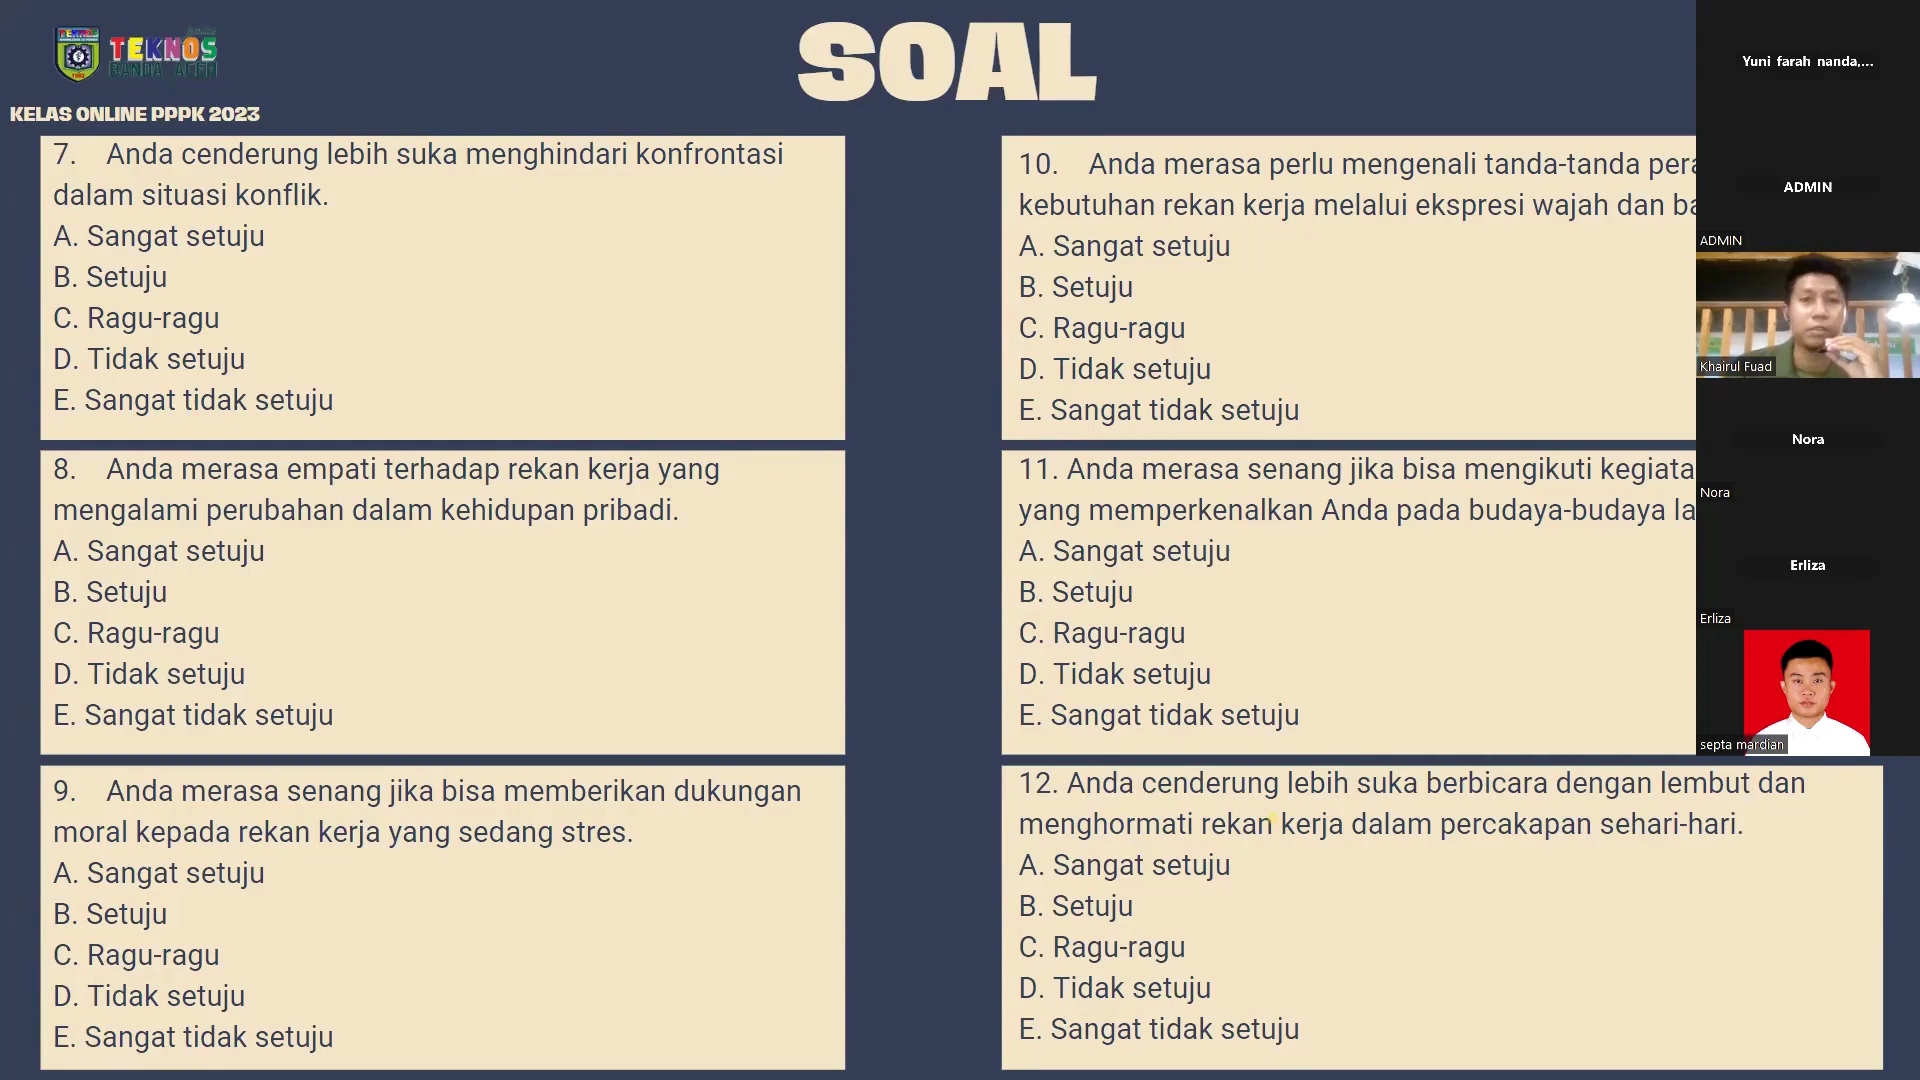 TEKNOS
BANDA ACEH
KELAS ONLINE PPPK 2023
SOAL
7. Anda cenderung lebih suka menghindari konfrontasi
dalam situasi konflik.
A. Sangat setuju
B. Setuju
C. Ragu-ragu
D. Tidak setuju
E. Sangat tidak setuju
8. Anda merasa empati terhadap rekan kerja yang
mengalami perubahan dalam kehidupan pribadi.
A. Sangat setuju
B. Setuju
C. Ragu-ragu
D. Tidak setuju
E. Sangat tidak setuju
9. Anda merasa senang jika bisa memberikan dukungan
moral kepada rekan kerja yang sedang stres.
A. Sangat setuju
B. Setuju
C. Ragu-ragu
D. Tidak setuju
E. Sangat tidak setuju
10. Anda merasa perlu mengenali tanda-tanda
kebutuhan rekan kerja melalui ekspresi wajah dan
A. Sangat setuju
B. Setuju
C. Ragu-ragu
D. Tidak setuju
E. Sangat tidak setuju
11. Anda merasa senang jika bisa mengikuti
yang memperkenalkan Anda pada budaya-budaya
A. Sangat setuju
B. Setuju
C. Ragu-ragu
D. Tidak setuju
E. Sangat tidak setuju
12. Anda cenderung lebih suka berbicara dengan lembut dan
menghormati rekan kerja dalam percakapan sehari-hari.
A. Sangat setuju
B. Setuju
C. Ragu-ragu
D. Tidak setuju
E. Sangat tidak setuju
Yuni farah nanda,...
ADMIN
ADMIN
Khairul Fuad
Nora
Nora
Erliza
Erliza
septa mardian